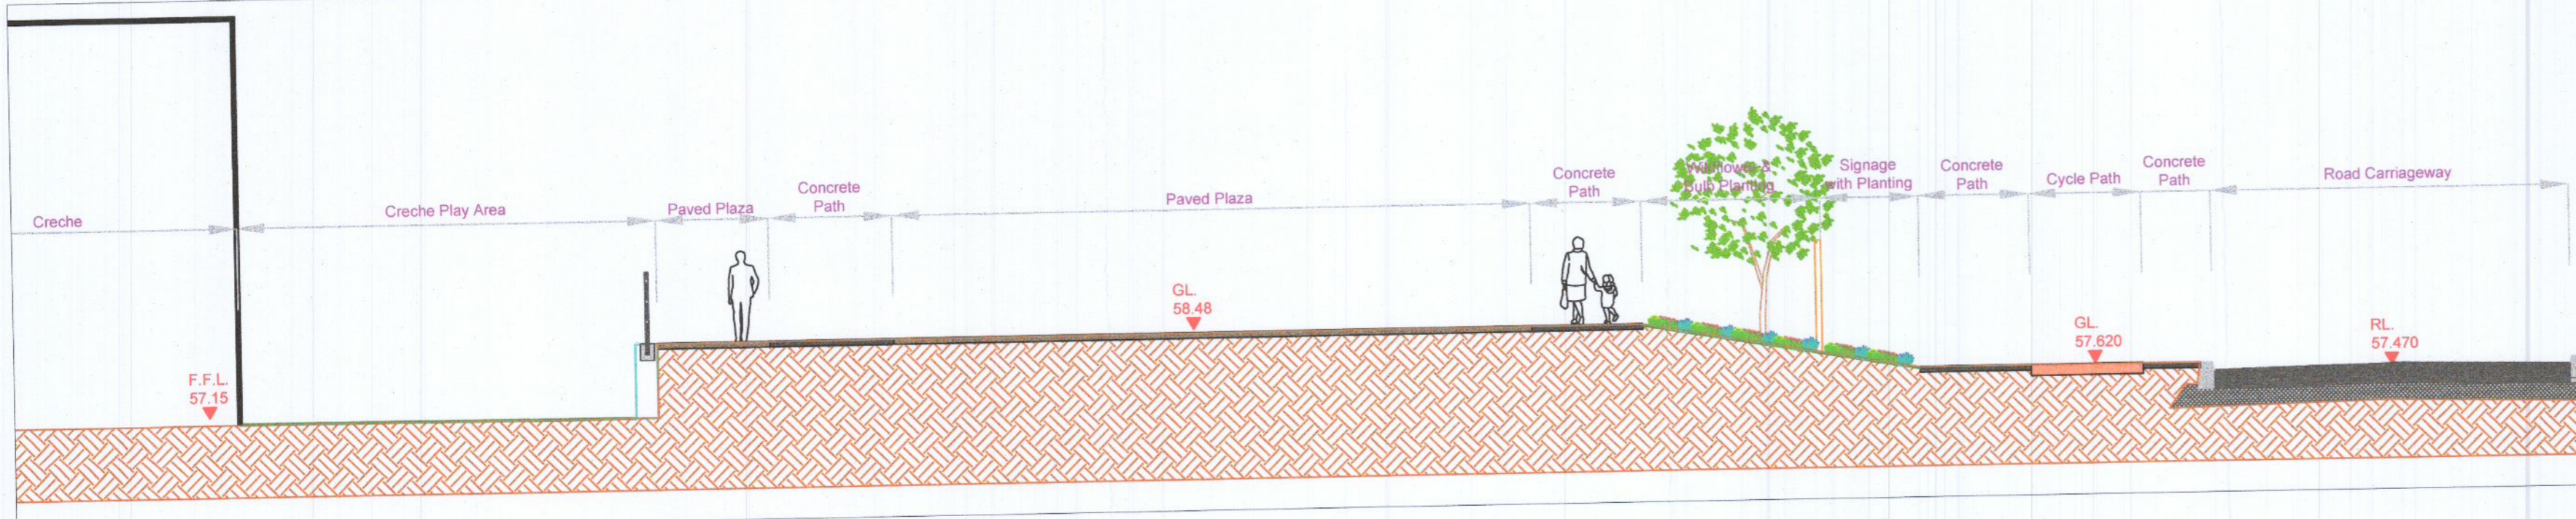 Creche
Creche Play Area
Paved Plaza
Concrete
Path
Paved Plaza
Concrete
Path
Wildflower &
Bulb Planting
Signage
with Planting
Concrete
Path
Cycle Path
Concrete
Path
Road Carriageway
F.F.L.
57.15
GL.
58.48
GL.
57.620
RL.
57.470